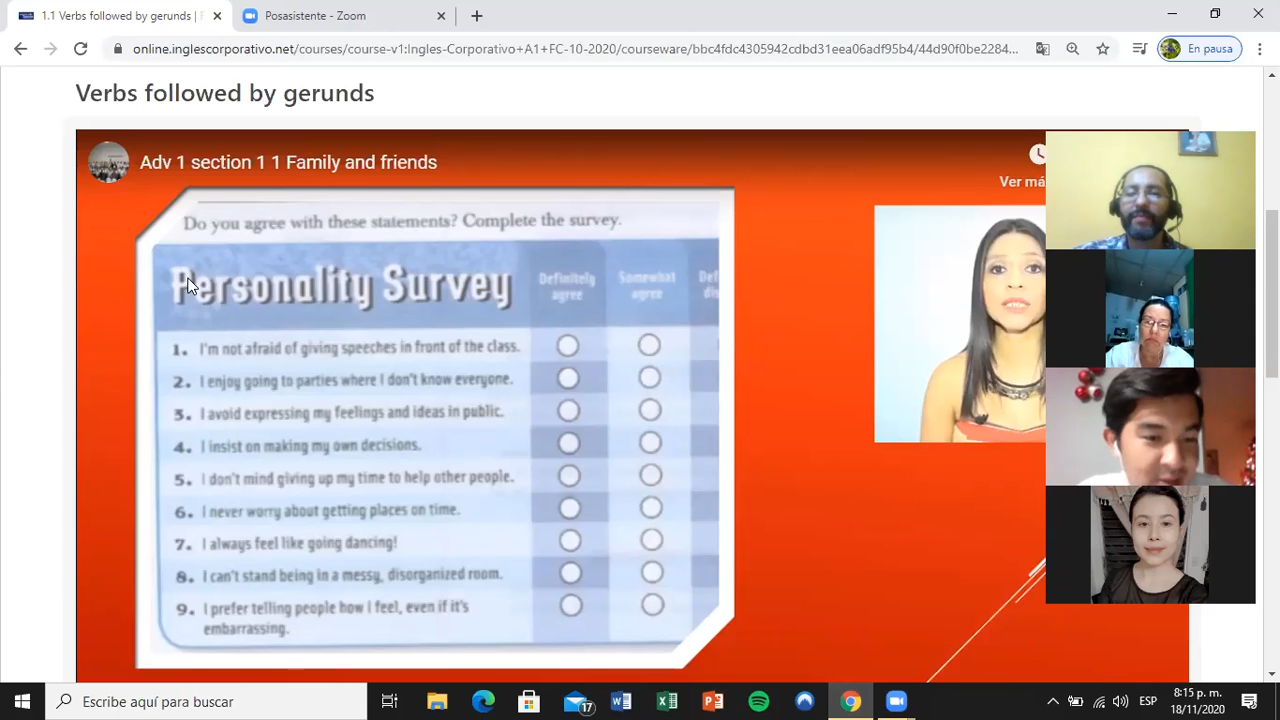 1.1 Verbs followed by gerunds |
Posasistente - Zoom
online.inglescorporativo.net/courses/course-v1:Ingles-Corporativo+A1+FC-10-2020/courseware/bbc4fdc4305942cdbd31eea06adf95b4/44d90f0be2284...
En pausa
Verbs followed by gerunds
Adv 1 section 1 1 Family and friends
Ver má
Do you agree with these statements? Complete the survey.
Personality Survey
Definitely agree
Somewhat agree
Def
dis
1. I'm not afraid of giving speeches in front of the class.
2. I enjoy going to parties where I don't know everyone.
3. I avoid expressing my feelings and ideas in public.
4. I insist on making my own decisions.
5. I don't mind giving up my time to help other people.
6. I never worry about getting places on time.
7. I always feel like going dancing!
8. I can't stand being in a messy, disorganized room.
9. I prefer telling people how I feel, even if it's
embarrassing.
Escribe aquí para buscar
17
ESP
8:15 p. m.
18/11/2020